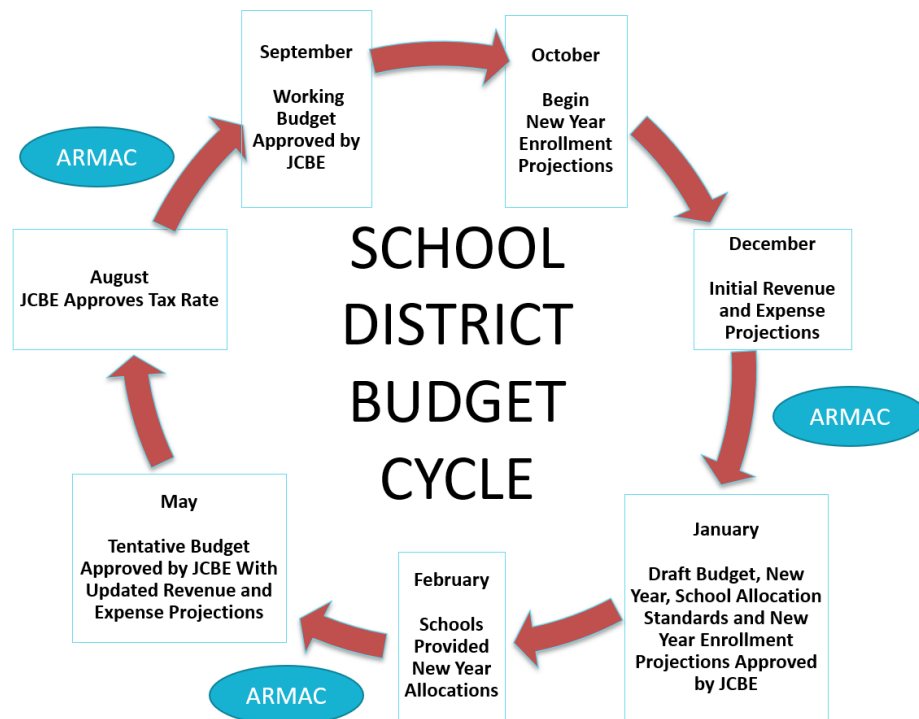 SCHOOL
DISTRICT
BUDGET
CYCLE
September
Working
Budget
Approved by
JCBE
October
Begin
New Year
Enrollment
Projections
December
Initial Revenue
and Expense
Projections
ARMAC
January
Draft Budget, New
Year, School Allocation
Standards and New
Year Enrollment
Projections Approved
by JCBE
February
Schools
Provided
New Year
Allocations
ARMAC
May
Tentative Budget
Approved by JCBE With
Updated Revenue and
Expense Projections
August
JCBE Approves Tax Rate
ARMAC